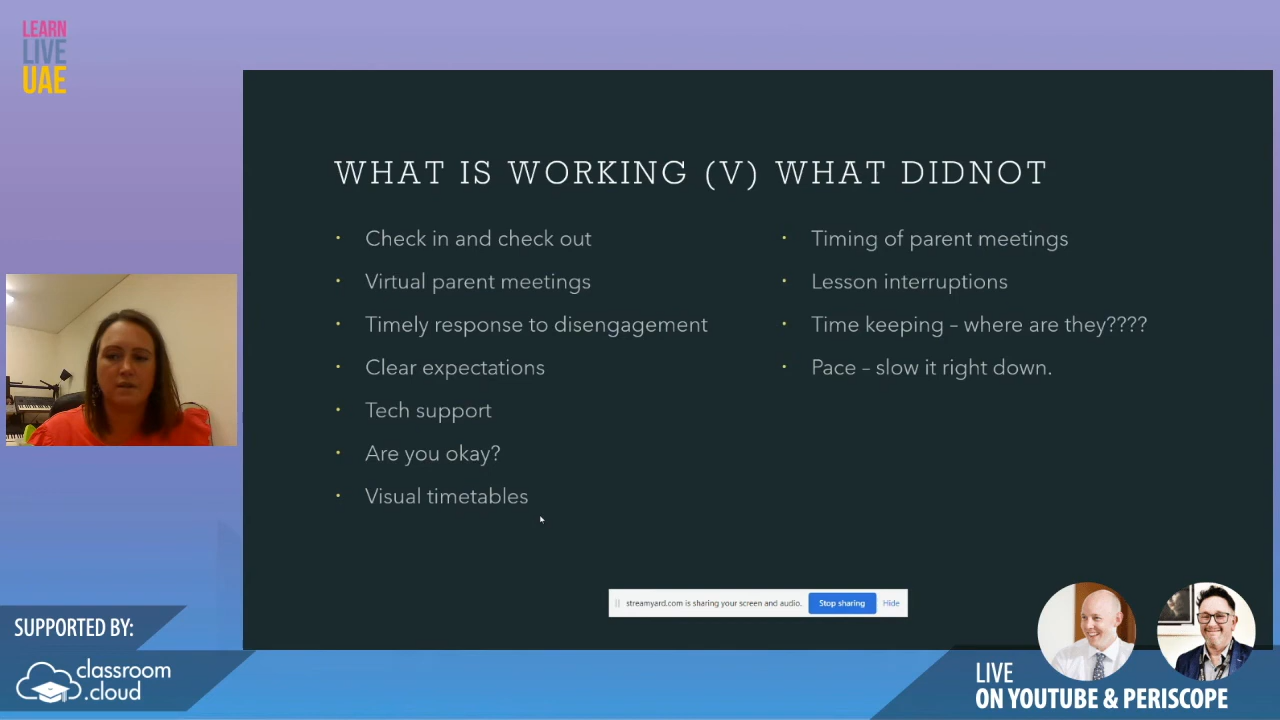 LEARN
LIVE
UAE
WHAT IS WORKING (V) WHAT DIDNOT
• Check in and check out
• Virtual parent meetings
• Timely response to disengagement
• Clear expectations
• Tech support
• Are you okay?
• Visual timetables
• Timing of parent meetings
• Lesson interruptions
• Time keeping – where are they????
• Pace – slow it right down.
streamyard.com is sharing your screen and audio.
Stop sharing
Hide
SUPPORTED BY:
classroom
.cloud
LIVE
ON YOUTUBE & PERISCOPE